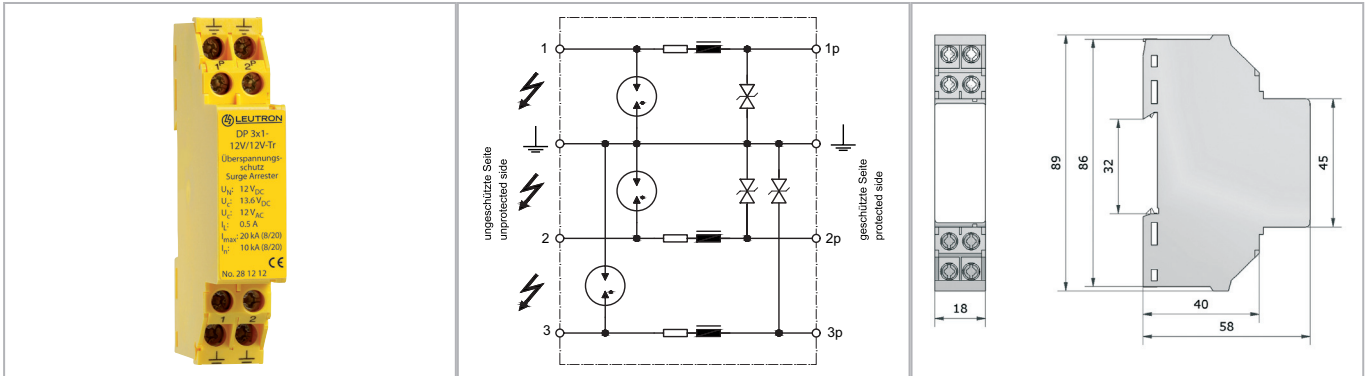 1P 2P
LEUTRON
DP 3x1-
12V/12V-Tr
Überspannungs-
schutz
Surge Arrester
UN: 12 VDC
Uc: 13.6 VDC
Uc: 12 VAC
IL: 0.5 A
Imax: 20 kA (8/20)
In: 10 kA (8/20)
CE
No. 28 12 12
1 2
1
1p
ungeschützte Seite
unprotected side
geschützte Seite
protected side
2
2p
3
3p
89
86
32
45
18
40
58